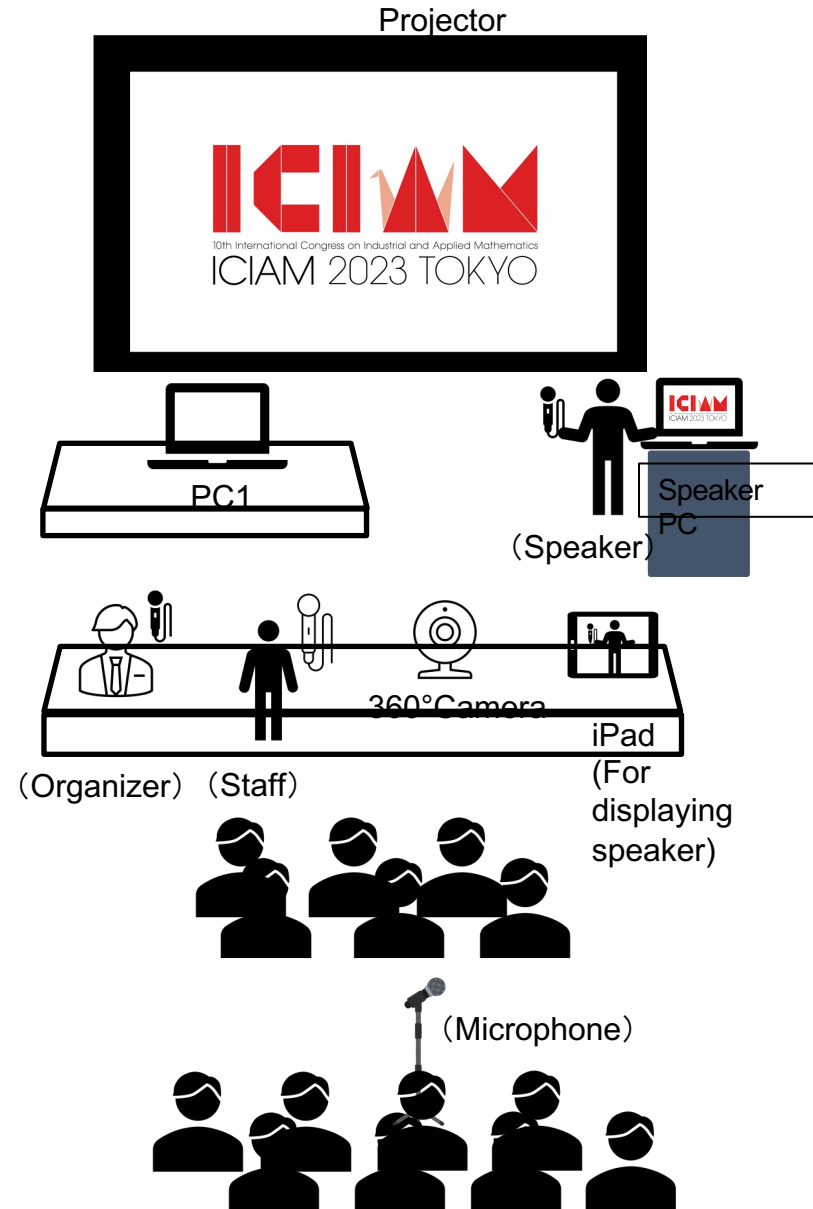 Projector
ICIAM
10th International Congress on Industrial and Applied Mathematics
ICIAM 2023 TOKYO
ICIAM
ICIAM 2023 TOKYO
PC1
Speaker
PC
（Speaker）
360°Camera
iPad
(For
displaying
speaker)
（Organizer）（Staff）
（Microphone）